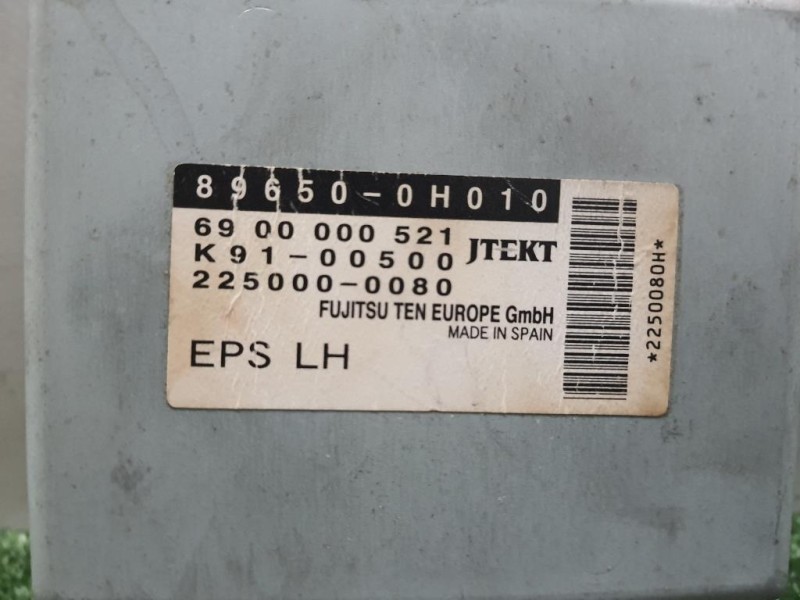 89650-0H010
69 00 000 521
JTEKT
K91-00500
225000-0080
FUJITSU TEN EUROPE GmbH
MADE IN SPAIN
EPS LH
*2250080H*